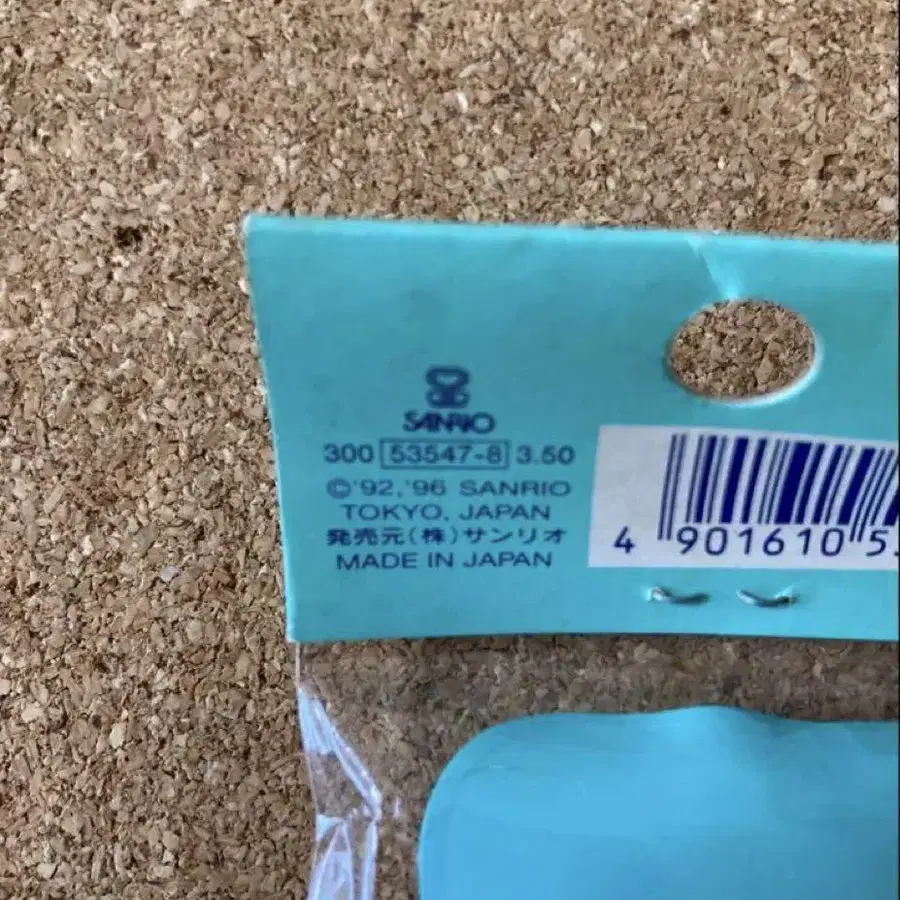 SANRIO
300 53547-8 3.50
©'92,'96 SANRIO
TOKYO, JAPAN
発売元(株)サンリオ
MADE IN JAPAN
4 901610 5